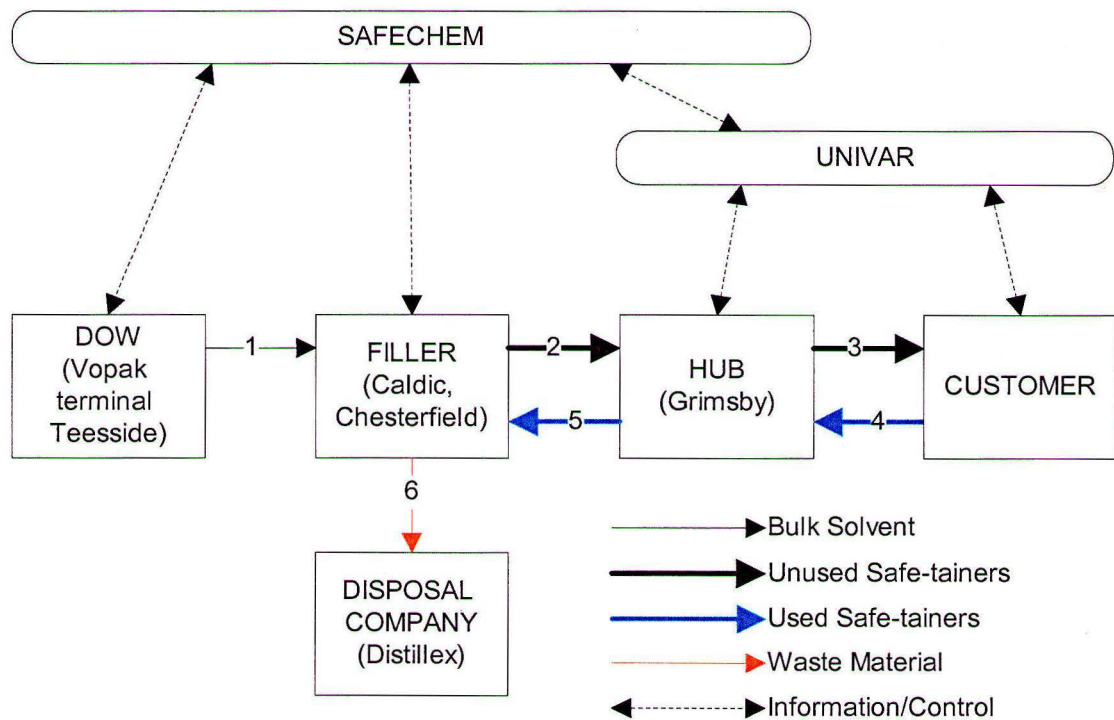 SAFECHEM
UNIVAR
DOW
(Vopak
terminal
Teesside)
1
FILLER
(Caldic,
Chesterfield)
2
5
HUB
(Grimsby)
3
4
CUSTOMER
6
DISPOSAL
COMPANY
(Distillex)
Bulk Solvent
Unused Safe-tainers
Used Safe-tainers
Waste Material
Information/Control